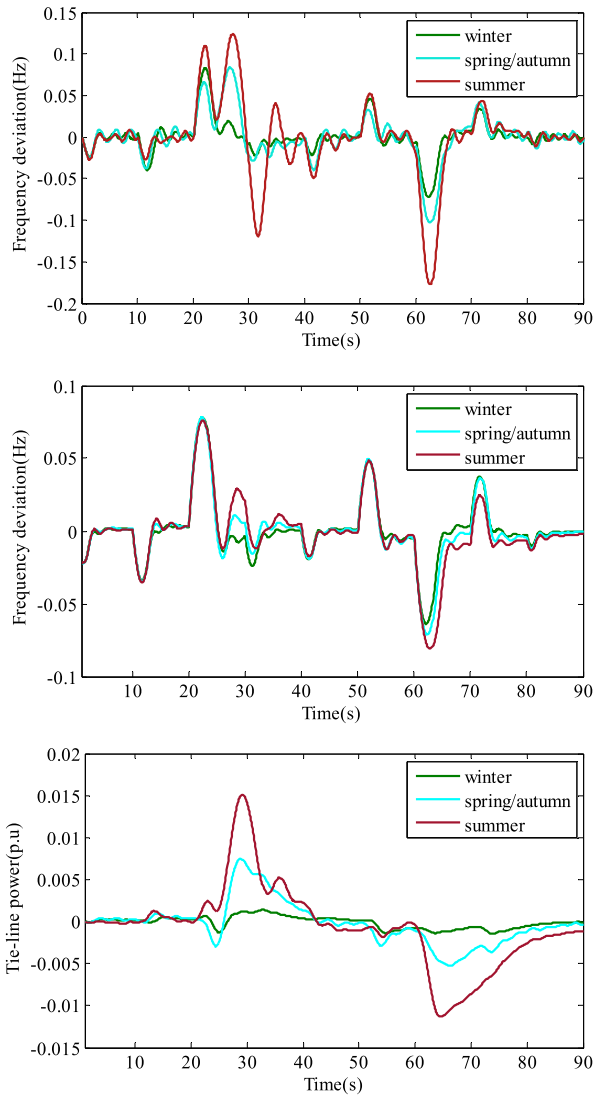 0.15
0.1
0.05
0
-0.05
-0.1
-0.15
-0.2
Frequency deviation(Hz)
winter
spring/autumn
summer
0 10 20 30 40 50 60 70 80 90
Time(s)
0.1
0.05
0
-0.05
-0.1
Frequency deviation(Hz)
winter
spring/autumn
summer
10 20 30 40 50 60 70 80 90
Time(s)
0.02
0.015
0.01
0.005
0
-0.005
-0.01
-0.015
Tie-line power(p.u)
winter
spring/autumn
summer
10 20 30 40 50 60 70 80 90
Time(s)